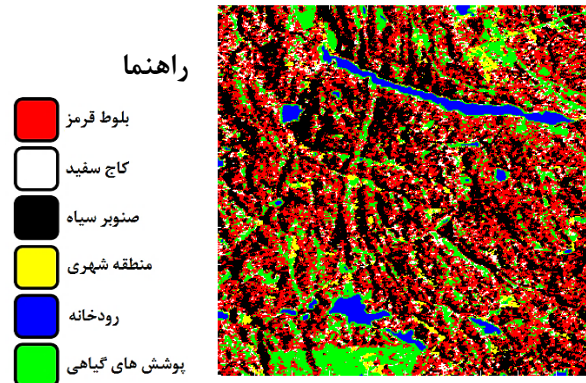 راهنما
بلوط قرمز
کاج سفید
صنوبر سیاه
منطقه شهری
رودخانه
پوشش های گیاهی